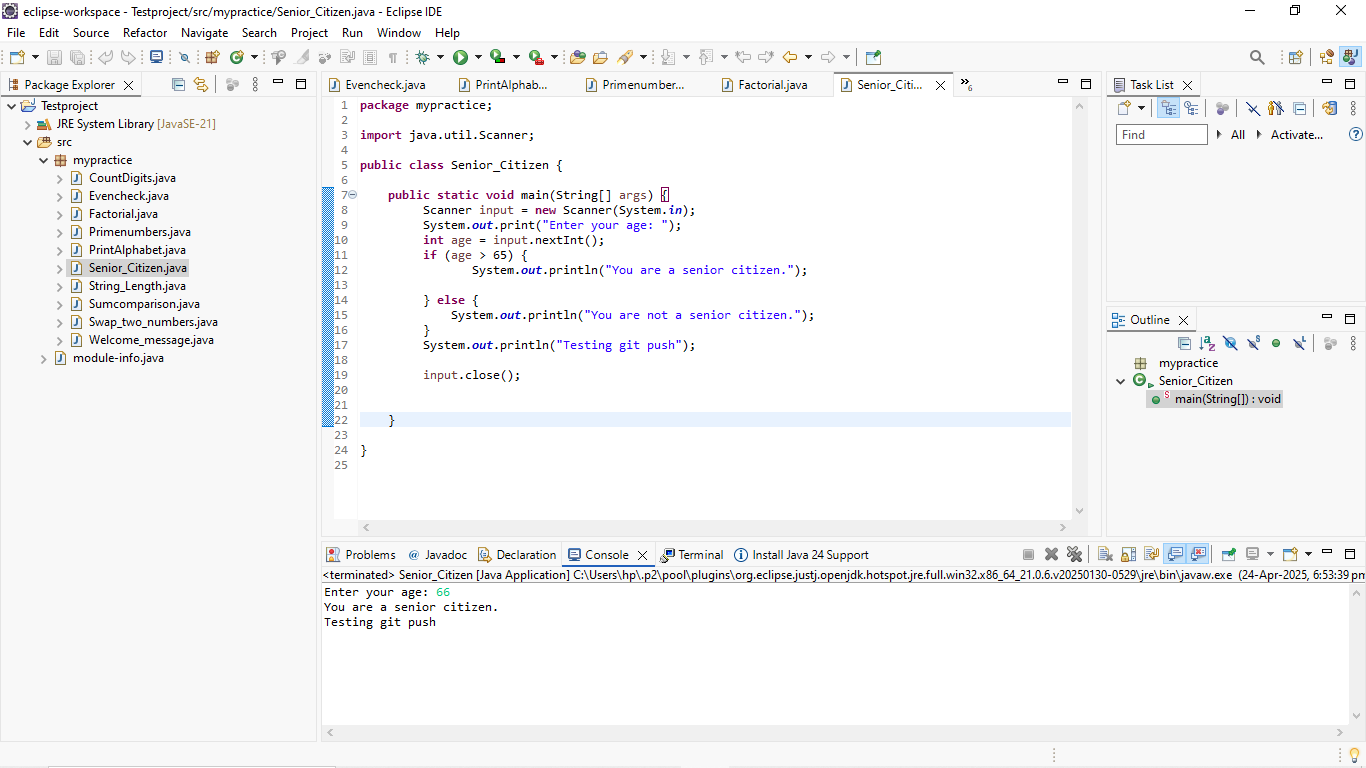 eclipse-workspace - Testproject/src/mypractice/Senior_Citizen.java - Eclipse IDE
File Edit Source Refactor Navigate Search Project Run Window Help
Package Explorer
Testproject
JRE System Library [JavaSE-21]
src
mypractice
CountDigits.java
Evencheck.java
Factorial.java
Primenumbers.java
PrintAlphabet.java
Senior_Citizen.java
String_Length.java
Sumcomparison.java
Swap_two_numbers.java
Welcome_message.java
module-info.java
Evencheck.java PrintAlphab... Primenumber... Factorial.java Senior_Citi... »6
1 package mypractice;
2
3 import java.util.Scanner;
4
5 public class Senior_Citizen {
6
7 public static void main(String[] args) {
8 Scanner input = new Scanner(System.in);
9 System.out.print("Enter your age: ");
10 int age = input.nextInt();
11 if (age > 65) {
12 System.out.println("You are a senior citizen.");
13
14 } else {
15 System.out.println("You are not a senior citizen.");
16 }
17 System.out.println("Testing git push");
18
19 input.close();
20
21
22 }
23
24 }
25
Task List
Find All Activate...
Outline
mypractice
Senior_Citizen
main(String[]) : void
Problems @ Javadoc Declaration Console Terminal Install Java 24 Support
<terminated> Senior_Citizen [Java Application] C:\Users\hp\.p2\pool\plugins\org.eclipse.justj.openjdk.hotspot.jre.full.win32.x86_64_21.0.6.v20250130-0529\jre\bin\javaw.exe (24-Apr-2025, 6:53:39 pm
Enter your age: 66
You are a senior citizen.
Testing git push